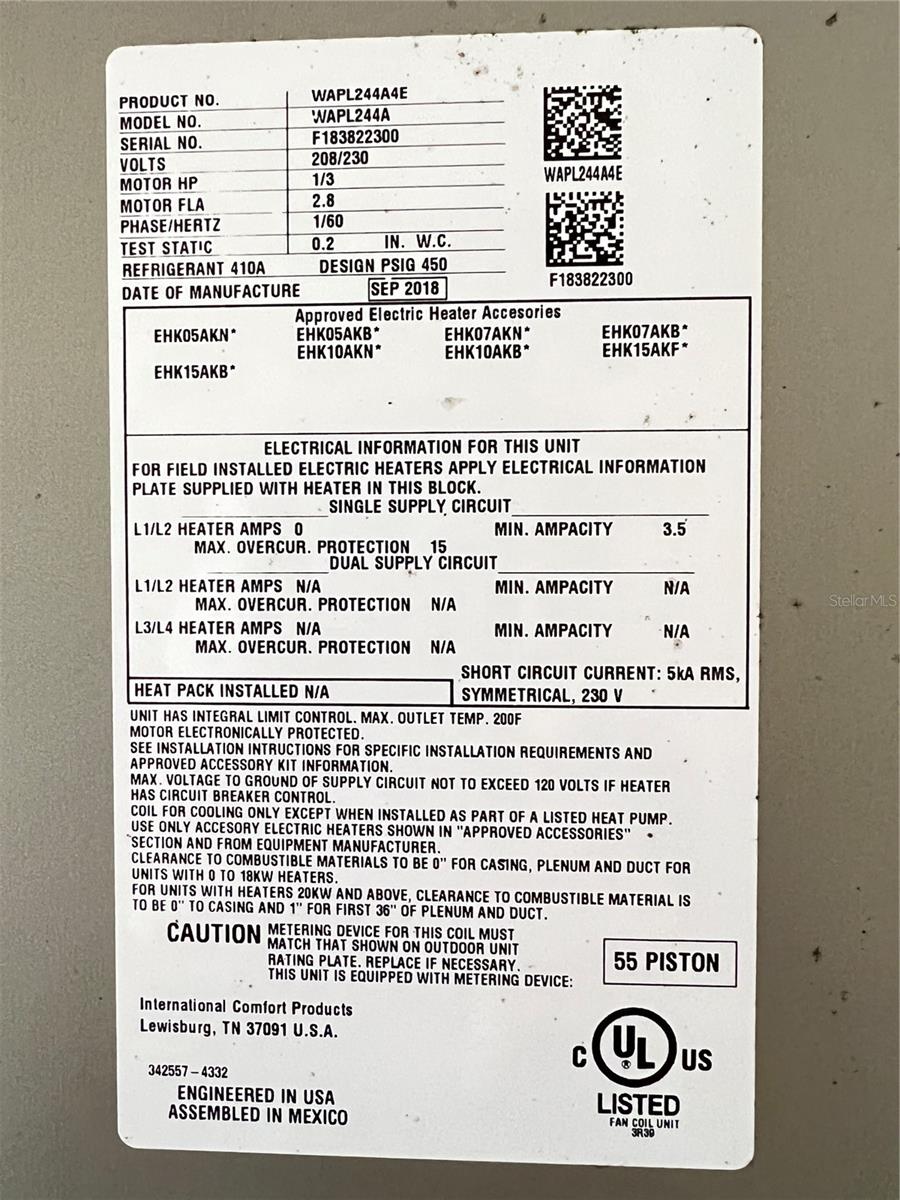 PRODUCT NO. WAPL244A4E
MODEL NO. WAPL244A
SERIAL NO. F183822300
VOLTS 208/230
MOTOR HP 1/3
MOTOR FLA 2.8
PHASE/HERTZ 1/60
TEST STATIC 0.2 IN. W.C.
REFRIGERANT 410A DESIGN PSIG 450
DATE OF MANUFACTURE SEP 2018
WAPL244A4E
F183822300
Approved Electric Heater Accesories
EHK05AKN* EHK05AKB* EHK07AKN* EHK07AKB*
EHK10AKN* EHK10AKB* EHK15AKF*
EHK15AKB*
ELECTRICAL INFORMATION FOR THIS UNIT
FOR FIELD INSTALLED ELECTRIC HEATERS APPLY ELECTRICAL INFORMATION
PLATE SUPPLIED WITH HEATER IN THIS BLOCK.
SINGLE SUPPLY CIRCUIT
L1/L2 HEATER AMPS 0 MIN. AMPACITY 3.5
MAX. OVERCUR. PROTECTION 15
DUAL SUPPLY CIRCUIT
L1/L2 HEATER AMPS N/A MIN. AMPACITY N/A
MAX. OVERCUR. PROTECTION N/A
L3/L4 HEATER AMPS N/A MIN. AMPACITY N/A
MAX. OVERCUR. PROTECTION N/A
SHORT CIRCUIT CURRENT: 5kA RMS,
SYMMETRICAL, 230 V
HEAT PACK INSTALLED N/A
UNIT HAS INTEGRAL LIMIT CONTROL. MAX. OUTLET TEMP. 200F
MOTOR ELECTRONICALLY PROTECTED.
SEE INSTALLATION INTRUCTIONS FOR SPECIFIC INSTALLATION REQUIREMENTS AND
APPROVED ACCESSORY KIT INFORMATION.
MAX. VOLTAGE TO GROUND OF SUPPLY CIRCUIT NOT TO EXCEED 120 VOLTS IF HEATER
HAS CIRCUIT BREAKER CONTROL.
COIL FOR COOLING ONLY EXCEPT WHEN INSTALLED AS PART OF A LISTED HEAT PUMP.
USE ONLY ACCESORY ELECTRIC HEATERS SHOWN IN "APPROVED ACCESSORIES"
SECTION AND FROM EQUIPMENT MANUFACTURER.
CLEARANCE TO COMBUSTIBLE MATERIALS TO BE 0" FOR CASING, PLENUM AND DUCT FOR
UNITS WITH 0 TO 18KW HEATERS.
FOR UNITS WITH HEATERS 20KW AND ABOVE, CLEARANCE TO COMBUSTIBLE MATERIAL IS
TO BE 0" TO CASING AND 1" FOR FIRST 36" OF PLENUM AND DUCT.
CAUTION METERING DEVICE FOR THIS COIL MUST
MATCH THAT SHOWN ON OUTDOOR UNIT
RATING PLATE. REPLACE IF NECESSARY.
THIS UNIT IS EQUIPPED WITH METERING DEVICE:
55 PISTON
International Comfort Products
Lewisburg, TN 37091 U.S.A.
342557-4332
ENGINEERED IN USA
ASSEMBLED IN MEXICO
C UL ® US
LISTED
FAN COIL UNIT
3R39
StellarMLS